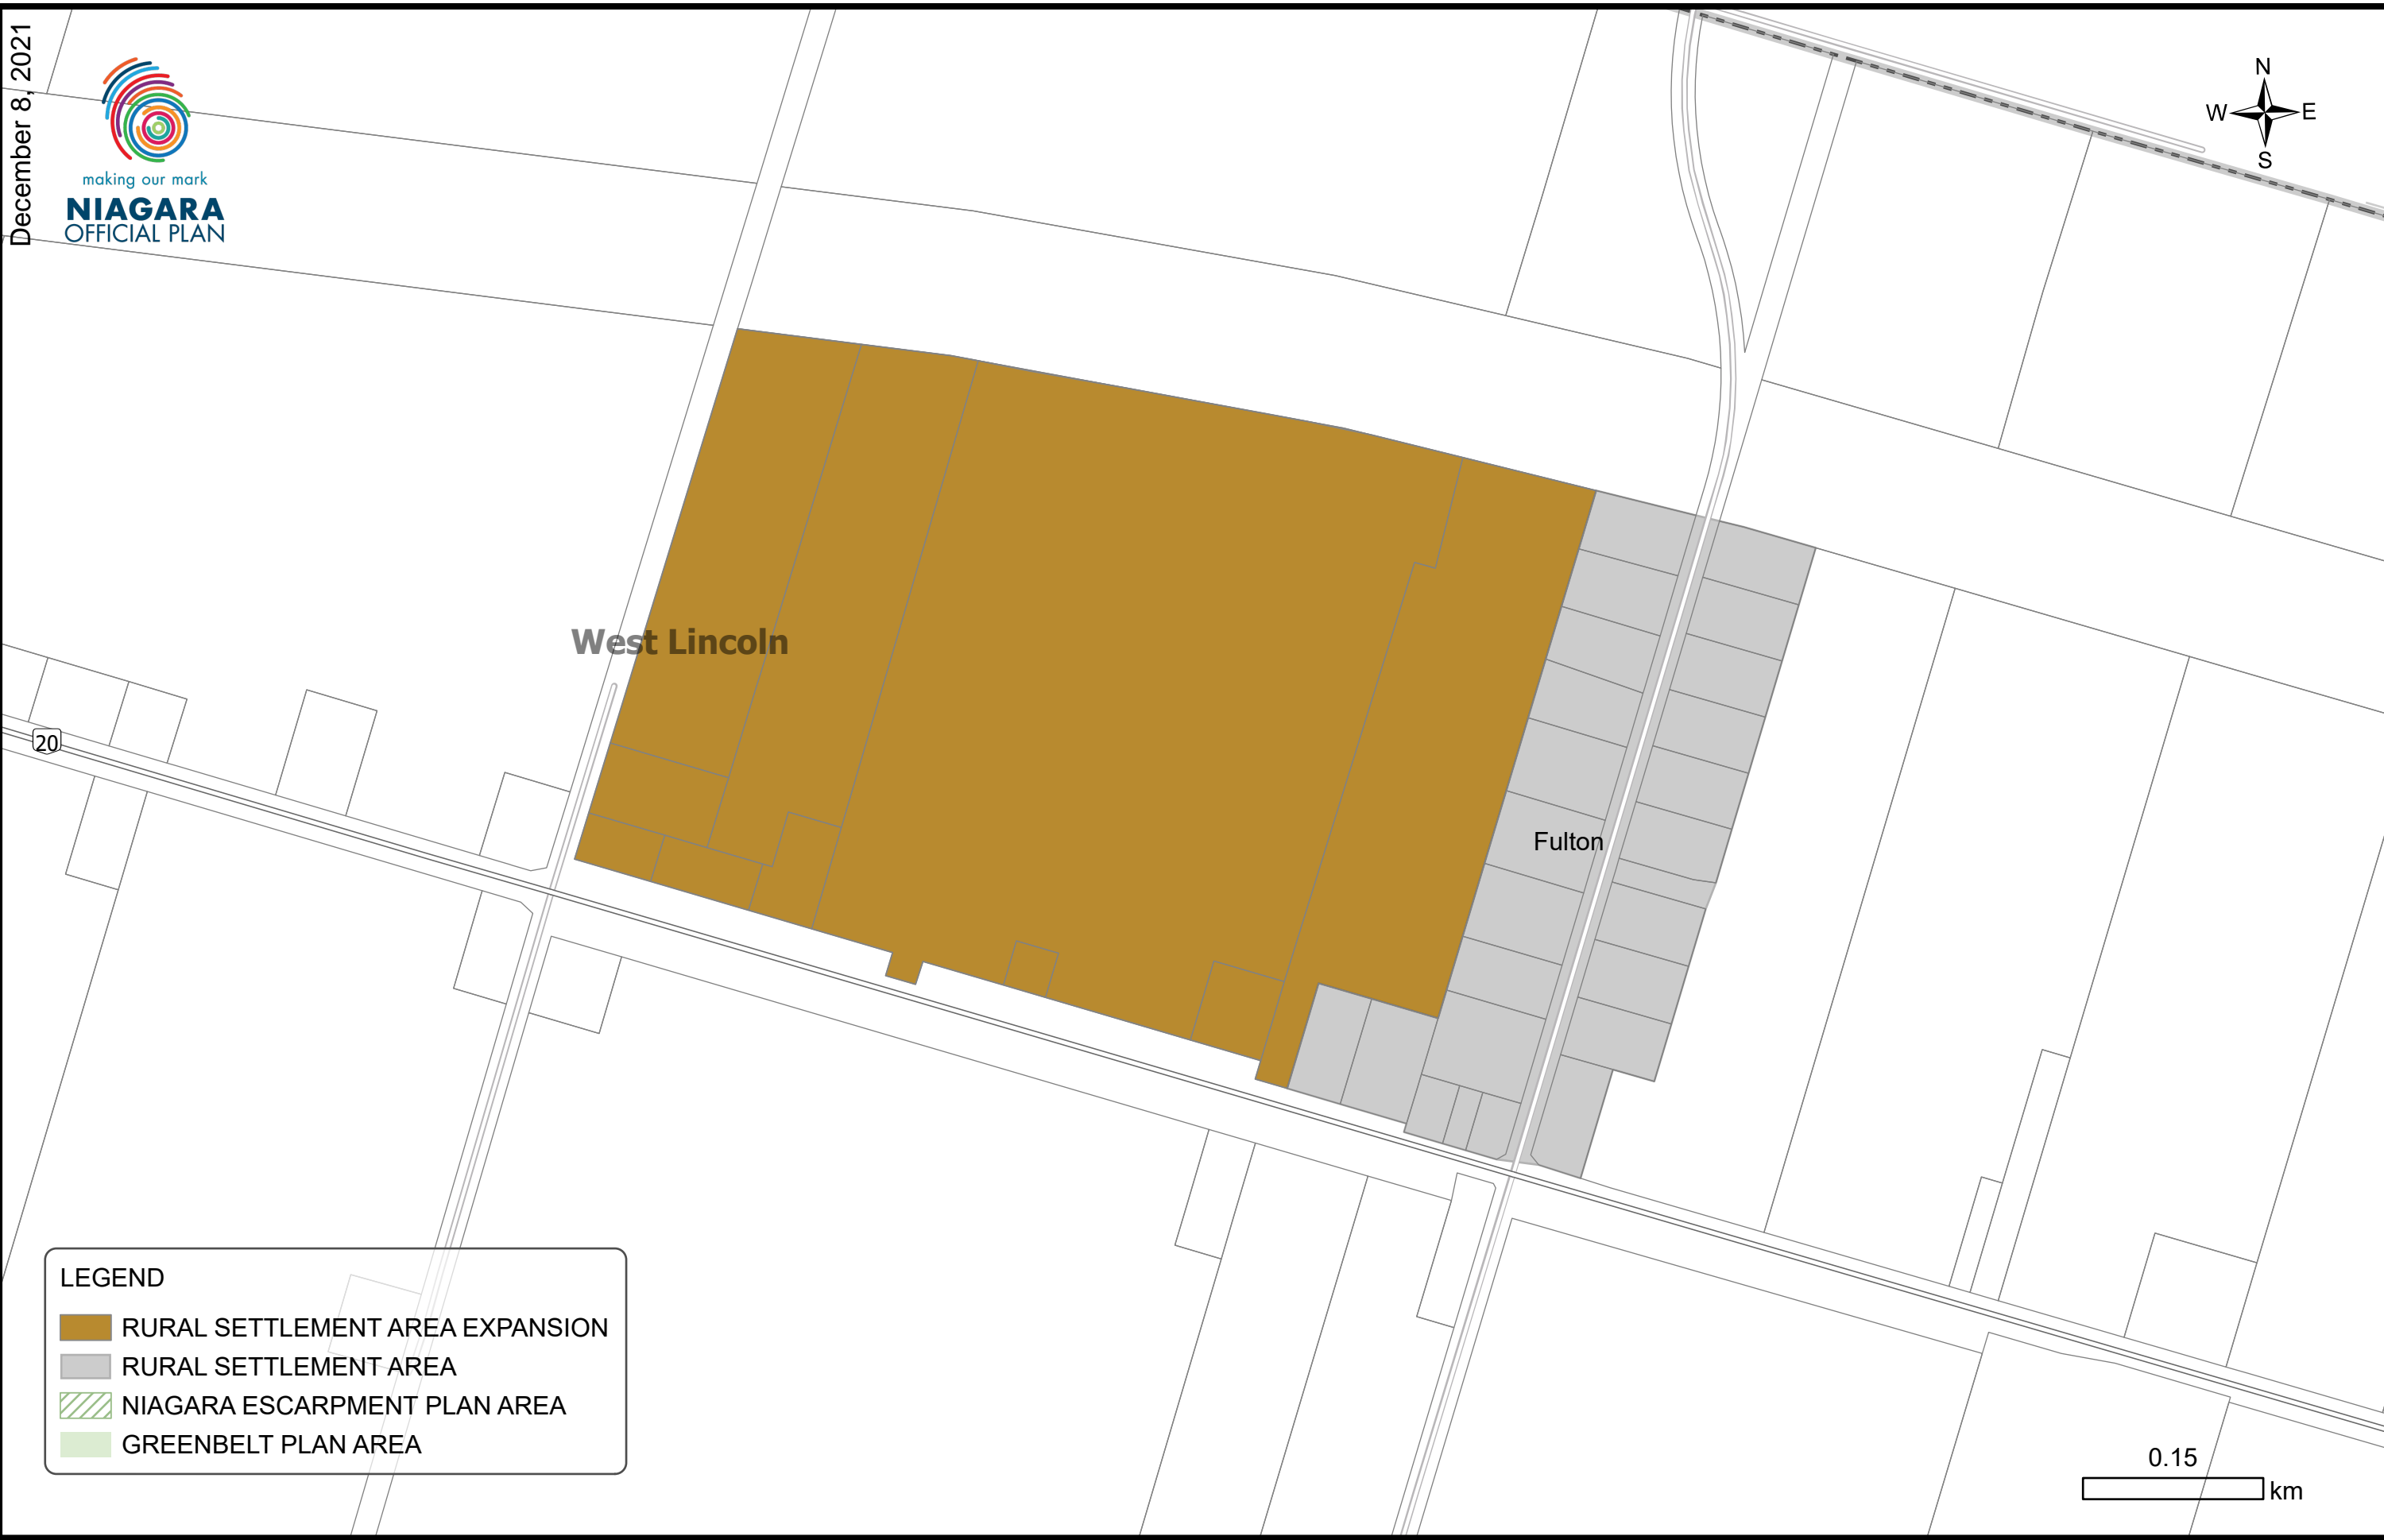 December 8, 2021
making our mark
NIAGARA
OFFICIAL PLAN
N
W E
S
West Lincoln
20
Fulton
LEGEND
RURAL SETTLEMENT AREA EXPANSION
RURAL SETTLEMENT AREA
NIAGARA ESCARPMENT PLAN AREA
GREENBELT PLAN AREA
0.15
km